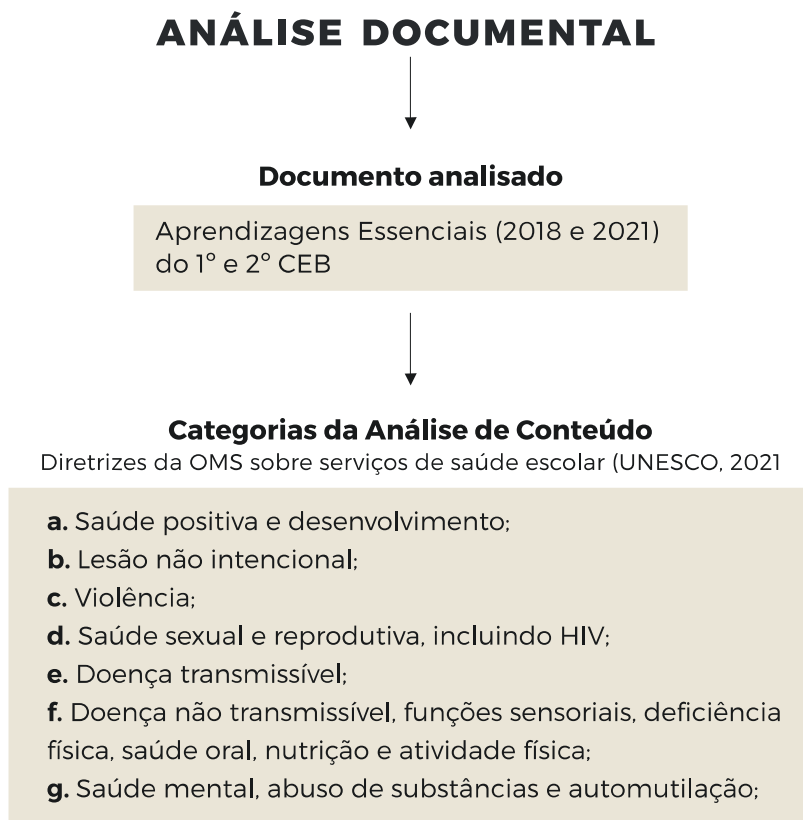 ANÁLISE DOCUMENTAL
Documento analisado
Aprendizagens Essenciais (2018 e 2021)
do 1º e 2º CEB
Categorias da Análise de Conteúdo
Diretrizes da OMS sobre serviços de saúde escolar (UNESCO, 2021
a. Saúde positiva e desenvolvimento;
b. Lesão não intencional;
c. Violência;
d. Saúde sexual e reprodutiva, incluindo HIV;
e. Doença transmissível;
f. Doença não transmissível, funções sensoriais, deficiência
física, saúde oral, nutrição e atividade física;
g. Saúde mental, abuso de substâncias e automutilação;